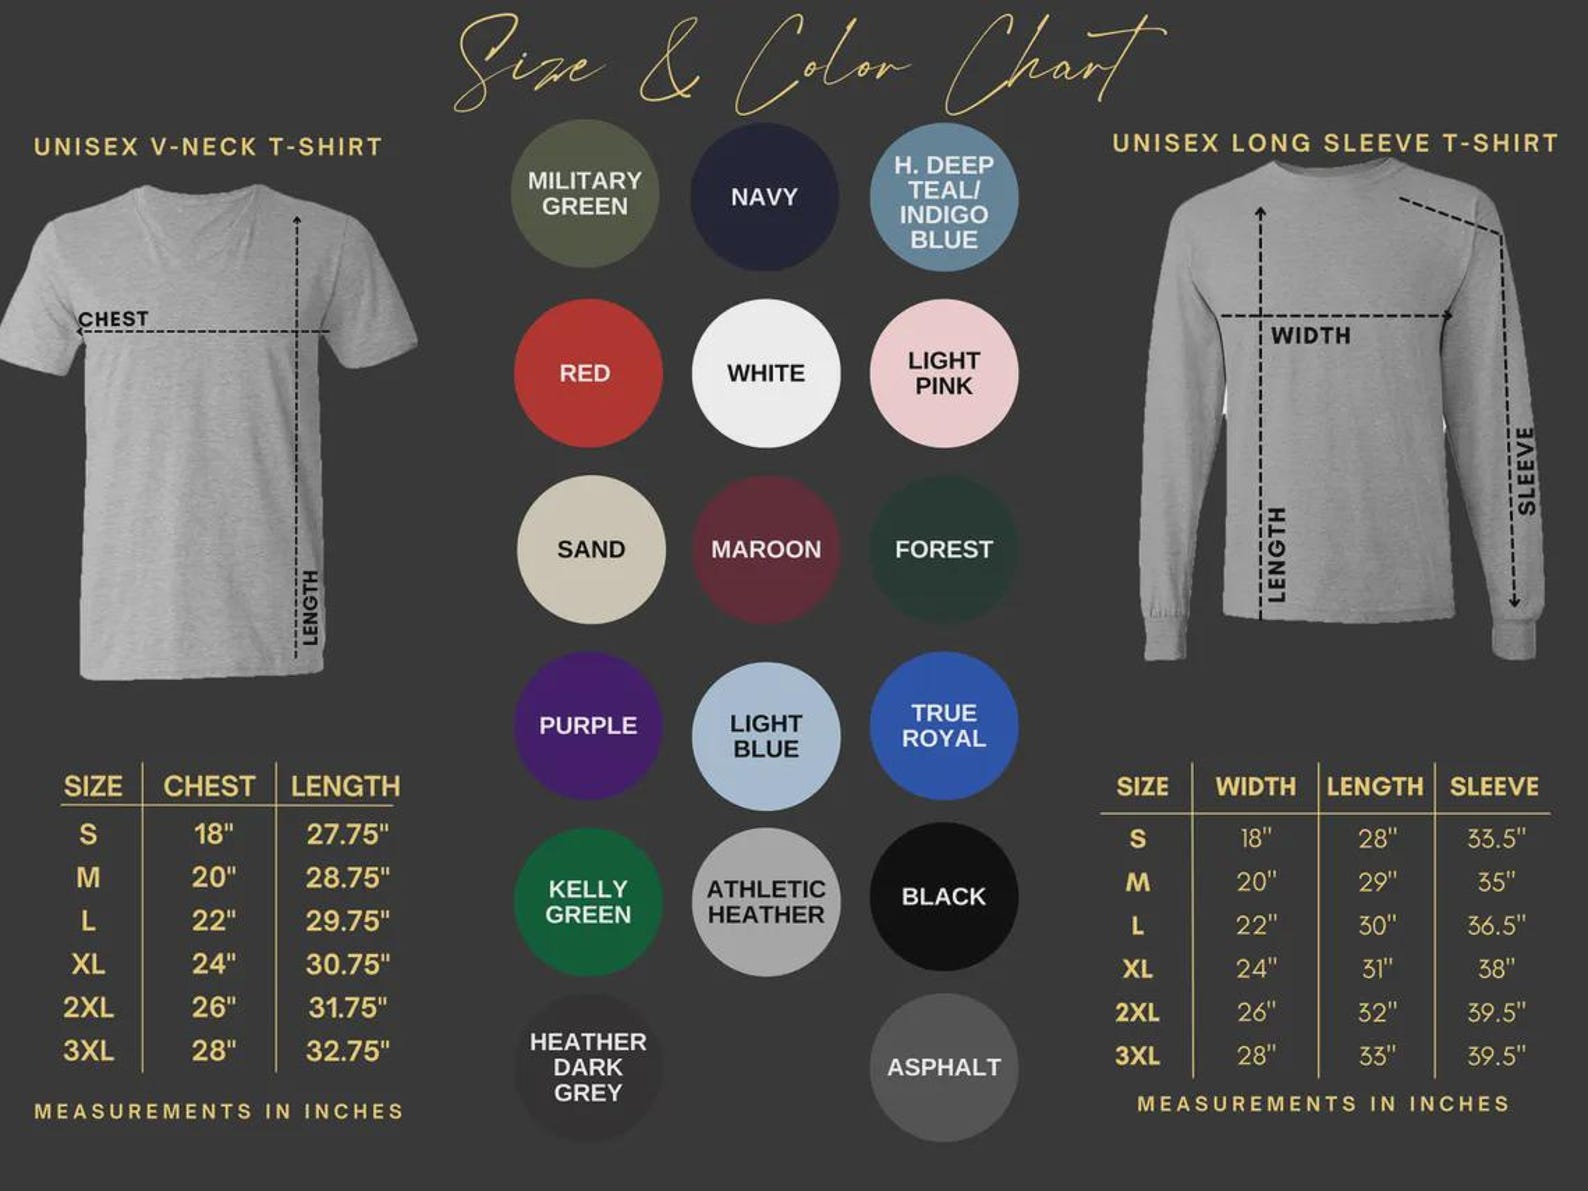 Size & Color Chart
UNISEX V-NECK T-SHIRT
CHEST
LENGTH
SIZE CHEST LENGTH
S 18" 27.75"
M 20" 28.75"
L 22" 29.75"
XL 24" 30.75"
2XL 26" 31.75"
3XL 28" 32.75"
MEASUREMENTS IN INCHES
MILITARY
GREEN
NAVY
H. DEEP
TEAL/
INDIGO
BLUE
RED
WHITE
LIGHT
PINK
SAND
MAROON
FOREST
PURPLE
LIGHT
BLUE
TRUE
ROYAL
KELLY
GREEN
ATHLETIC
HEATHER
BLACK
HEATHER
DARK
GREY
ASPHALT
UNISEX LONG SLEEVE T-SHIRT
WIDTH
LENGTH
SLEEVE
SIZE WIDTH LENGTH SLEEVE
S 18" 28" 33.5"
M 20" 29" 35"
L 22" 30" 36.5"
XL 24" 31" 38"
2XL 26" 32" 39.5"
3XL 28" 33" 39.5"
MEASUREMENTS IN INCHES